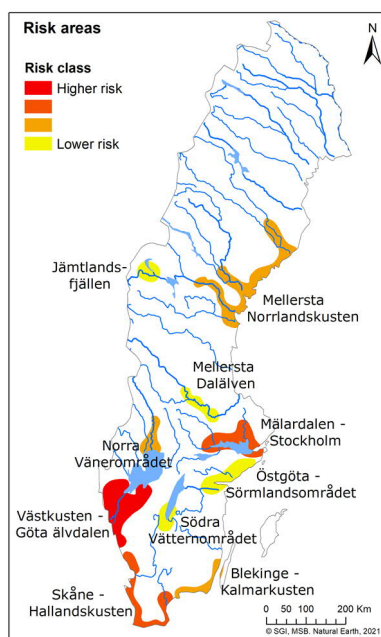 Risk areas
N
Risk class
Higher risk
Lower risk
Jämtlands-
fjällen
Mellersta
Norrlandskusten
Mellersta
Dalälven
Mälardalen -
Stockholm
Norra
Vänerområdet
Östgöta -
Sörmlandsområdet
Västkusten -
Göta älvdalen
Södra
Vätternområdet
Blekinge -
Kalmarkusten
Skåne -
Hallandskusten
0 50 100 200 Km
© SGI, MSB. Natural Earth, 2021